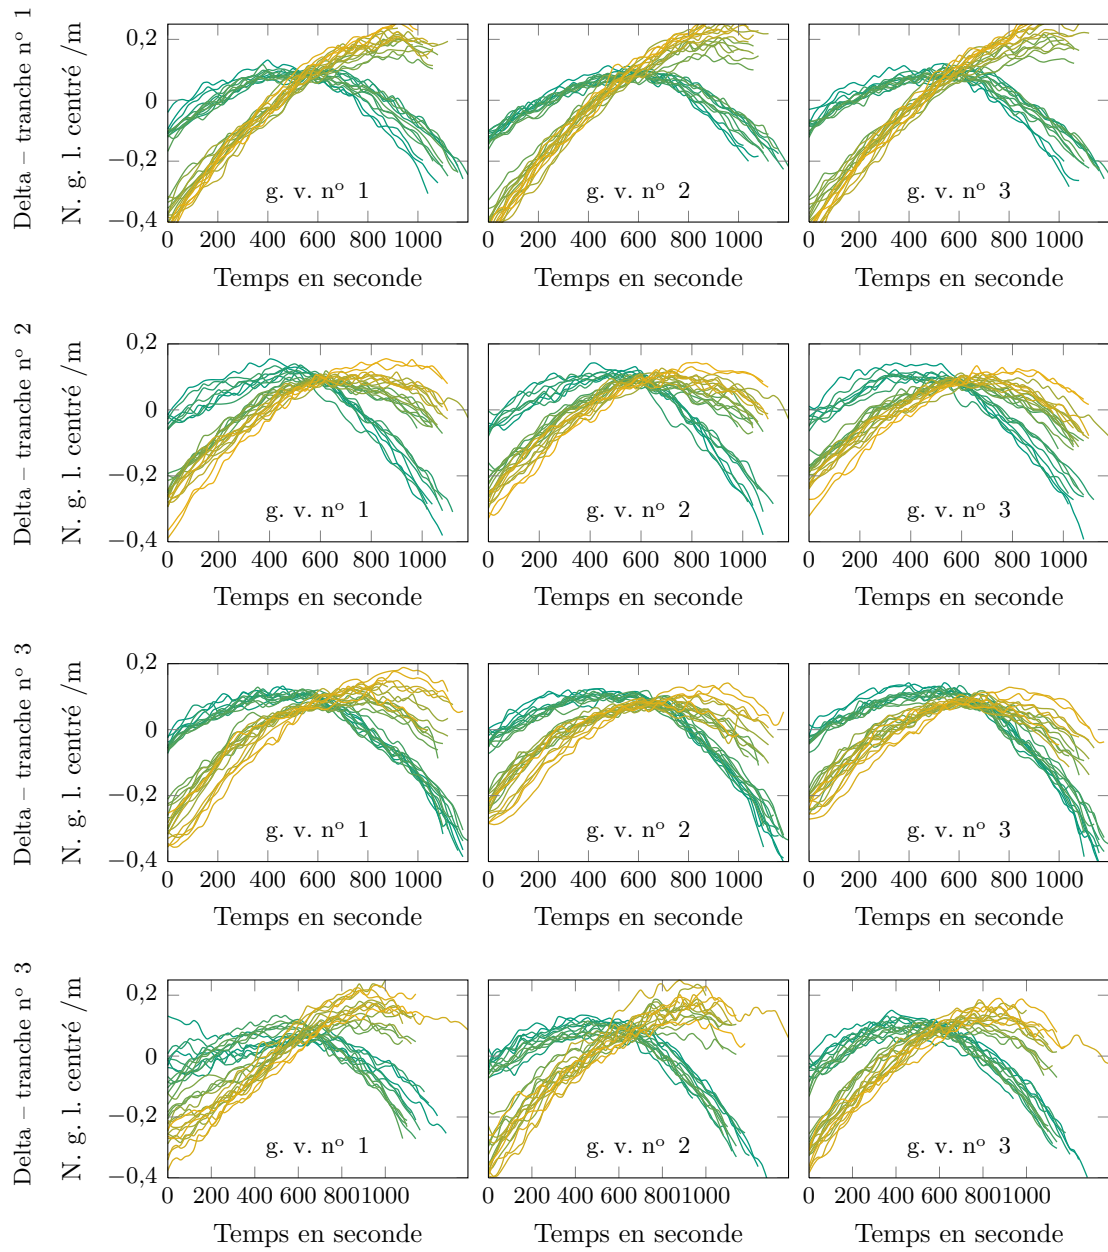 Delta – tranche nº 1
N. g. l. centré /m
0,2
0
−0,2
−0,4
g. v. nº 1
g. v. nº 2
g. v. nº 3
0 200 400 600 800 1000
0 200 400 600 800 1000
0 200 400 600 800 1000
Temps en seconde
Temps en seconde
Temps en seconde
Delta – tranche nº 2
N. g. l. centré /m
0,2
0
−0,2
−0,4
g. v. nº 1
g. v. nº 2
g. v. nº 3
0 200 400 600 800 1000
0 200 400 600 800 1000
0 200 400 600 800 1000
Temps en seconde
Temps en seconde
Temps en seconde
Delta – tranche nº 3
N. g. l. centré /m
0,2
0
−0,2
−0,4
g. v. nº 1
g. v. nº 2
g. v. nº 3
0 200 400 600 800 1000
0 200 400 600 800 1000
0 200 400 600 800 1000
Temps en seconde
Temps en seconde
Temps en seconde
Delta – tranche nº 3
N. g. l. centré /m
0,2
0
−0,2
−0,4
g. v. nº 1
g. v. nº 2
g. v. nº 3
0 200 400 600 8001000
0 200 400 600 8001000
0 200 400 600 8001000
Temps en seconde
Temps en seconde
Temps en seconde